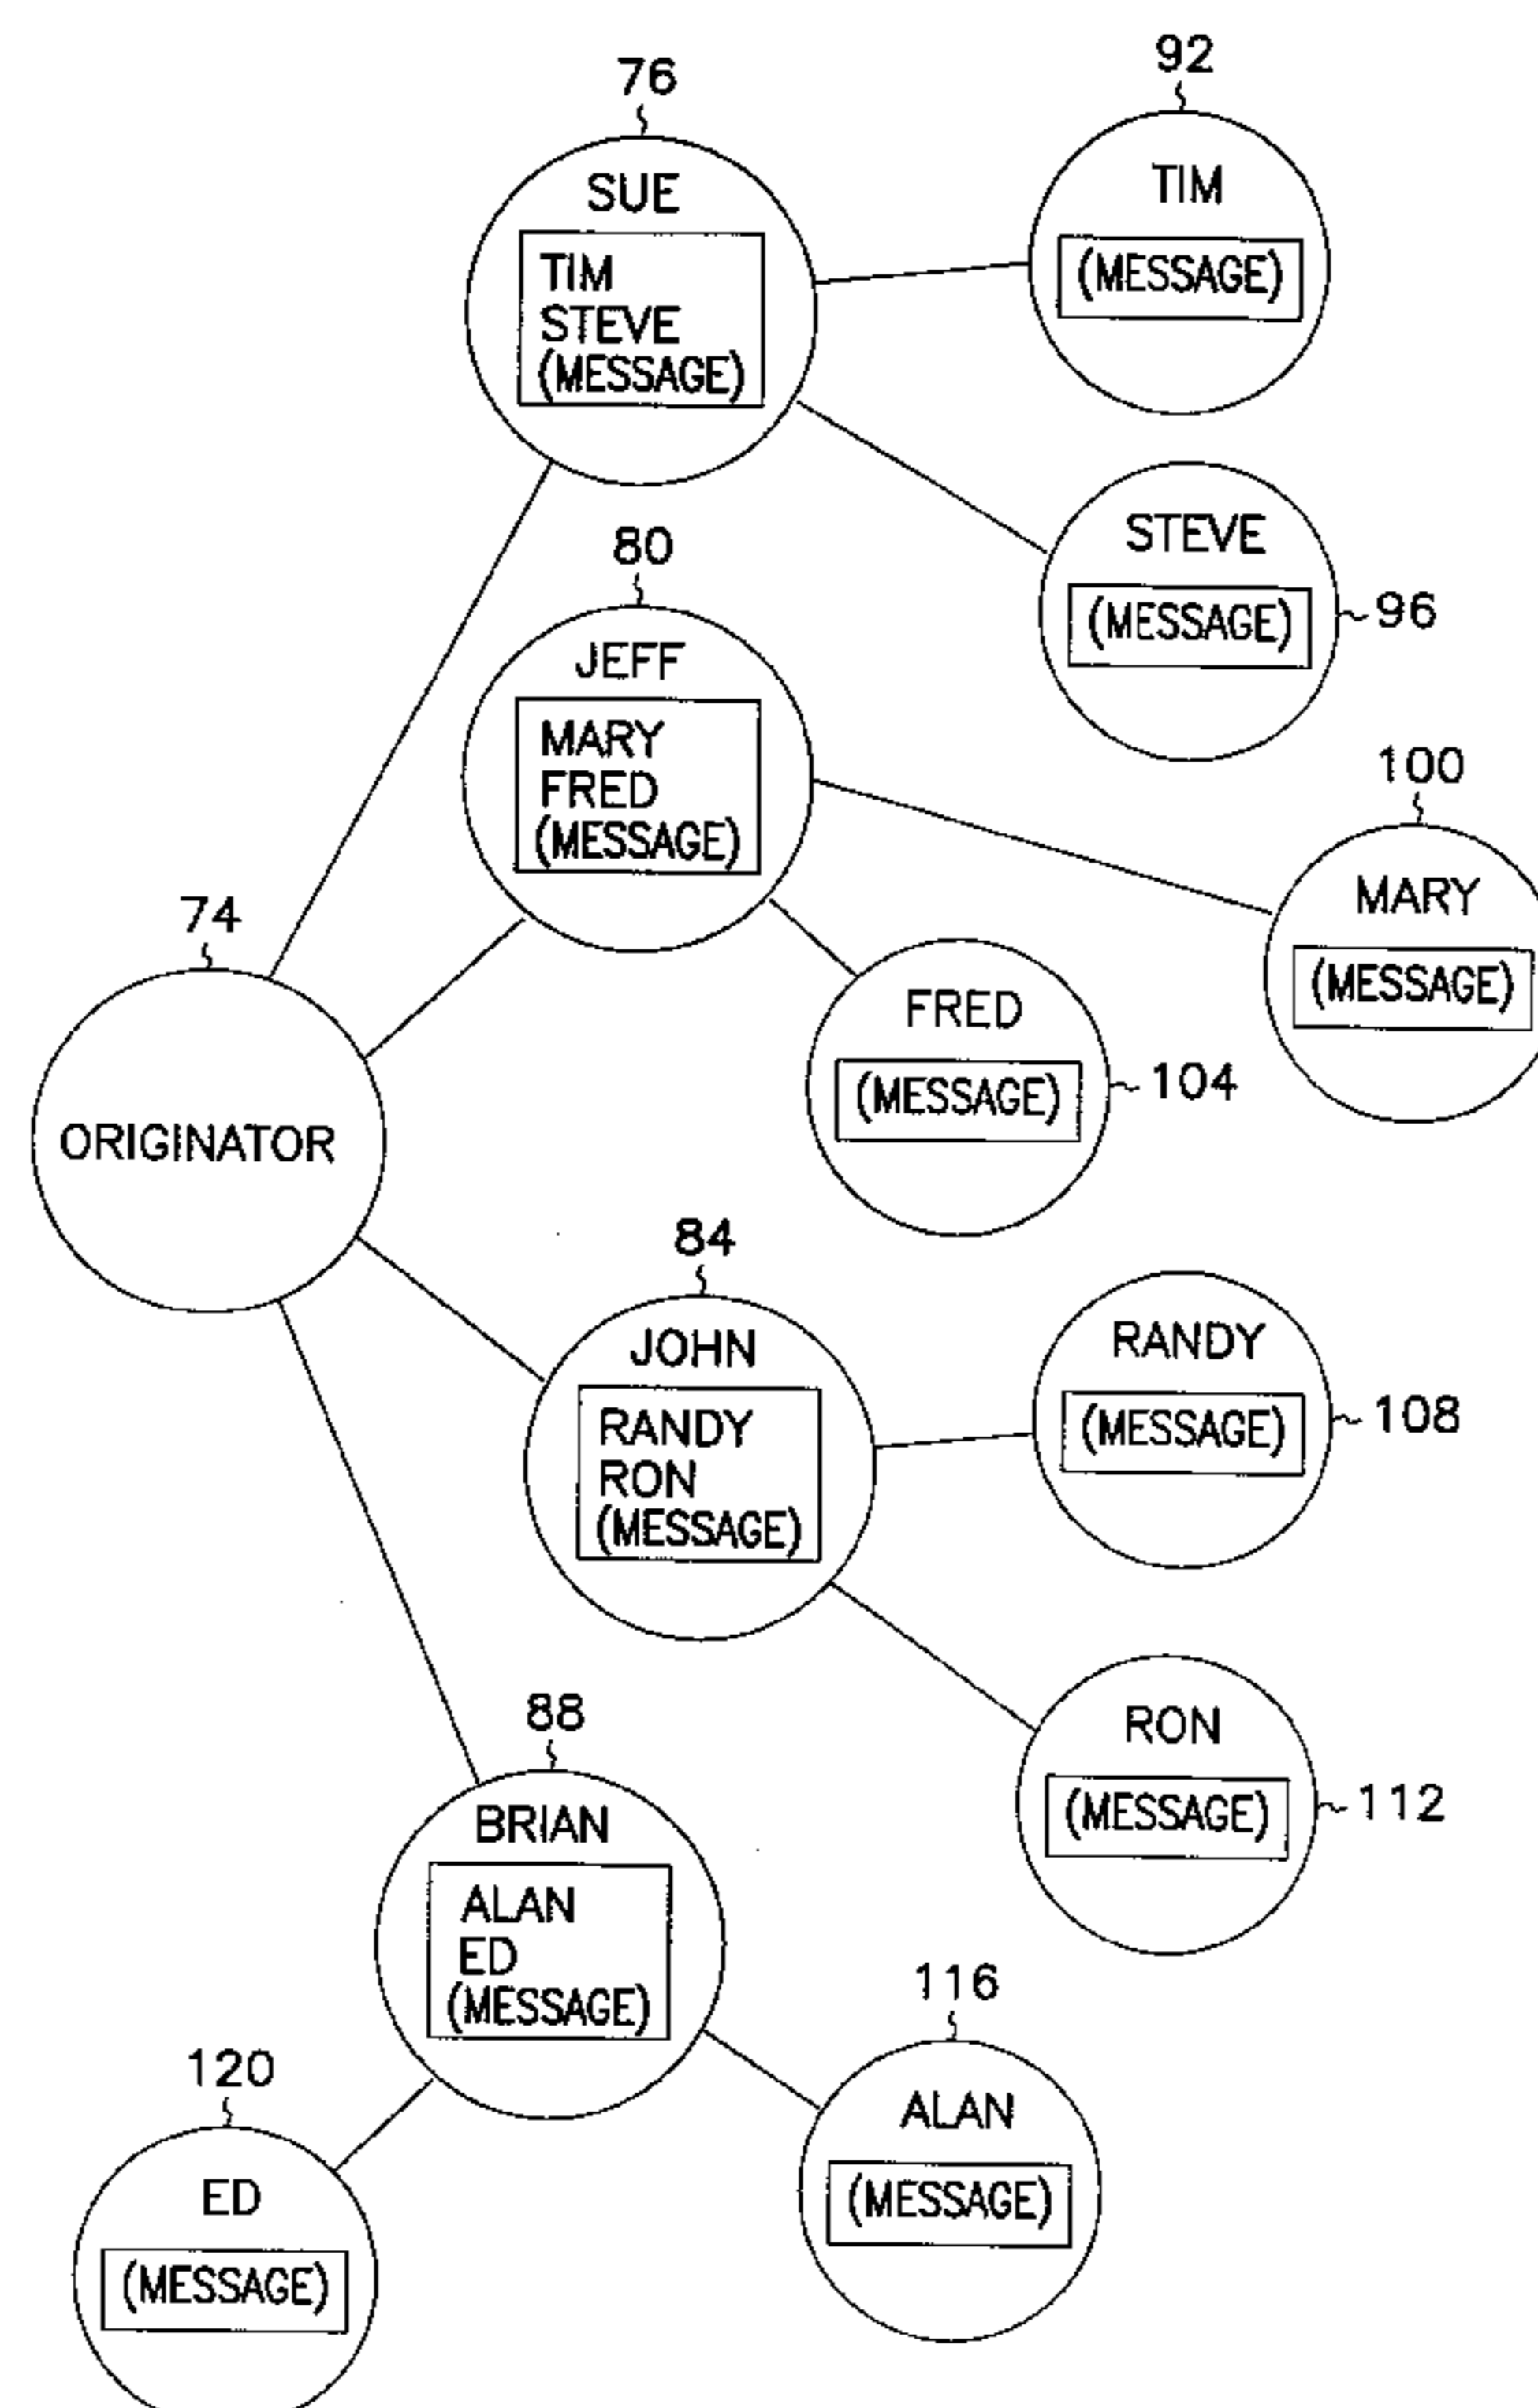 76
SUE
TIM
STEVE
(MESSAGE)
92
TIM
(MESSAGE)
STEVE
(MESSAGE)
96
80
JEFF
MARY
FRED
(MESSAGE)
100
MARY
(MESSAGE)
FRED
(MESSAGE)
104
74
ORIGINATOR
84
JOHN
RANDY
RON
(MESSAGE)
RANDY
(MESSAGE)
108
RON
(MESSAGE)
112
88
BRIAN
ALAN
ED
(MESSAGE)
116
ALAN
(MESSAGE)
120
ED
(MESSAGE)